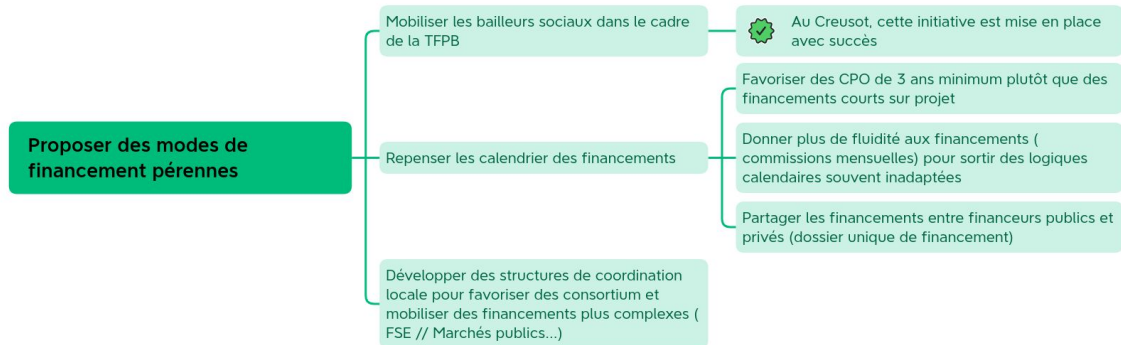 Proposer des modes de
financement pérennes
Mobiliser les bailleurs sociaux dans le cadre
de la TFPB
Au Creusot, cette initiative est mise en place
avec succès
Repenser les calendrier des financements
Favoriser des CPO de 3 ans minimum plutôt que des
financements courts sur projet
Donner plus de fluidité aux financements (
commissions mensuelles) pour sortir des logiques
calendaires souvent inadaptées
Partager les financements entre financeurs publics et
privés (dossier unique de financement)
Développer des structures de coordination
locale pour favoriser des consortium et
mobiliser des financements plus complexes (
FSE // Marchés publics...)